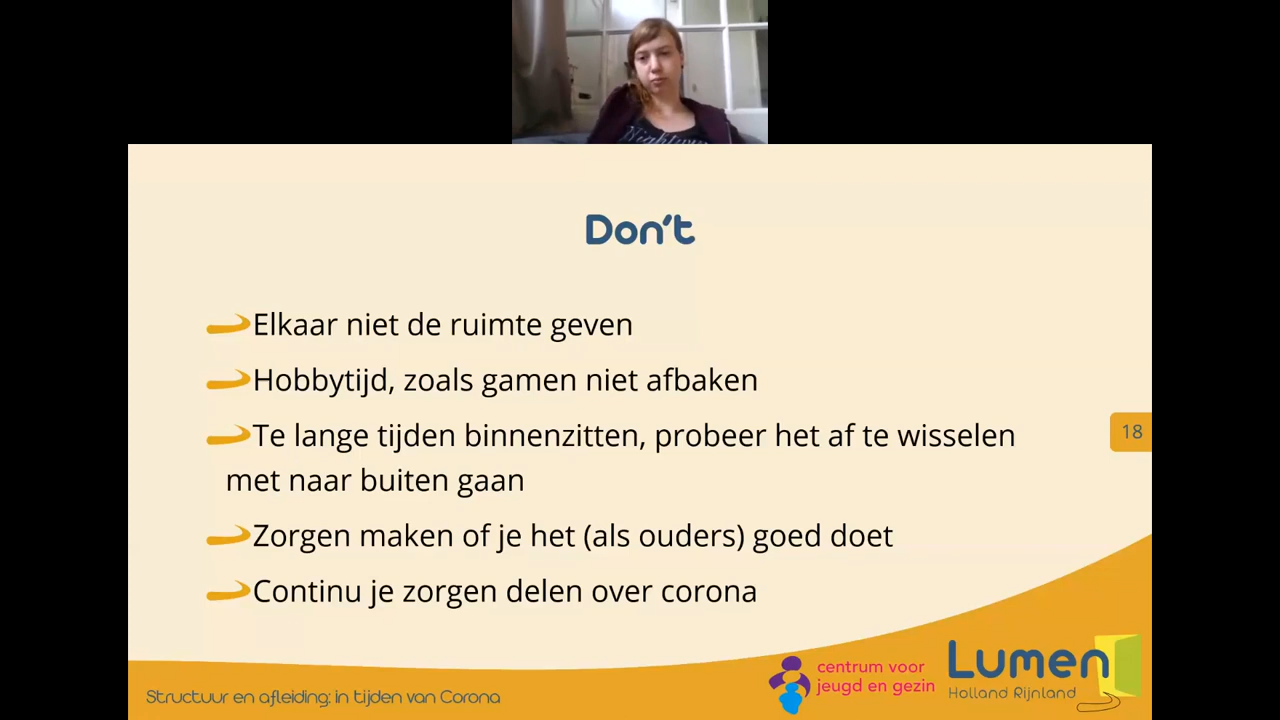 Don't
Elkaar niet de ruimte geven
Hobbytijd, zoals gamen niet afbaken
Te lange tijden binnenzitten, probeer het af te wisselen
met naar buiten gaan
18
Zorgen maken of je het (als ouders) goed doet
Continu je zorgen delen over corona
Structuur en afleiding: in tijden van Corona
centrum voor
jeugd en gezin
Lumen
Holland Rijnland